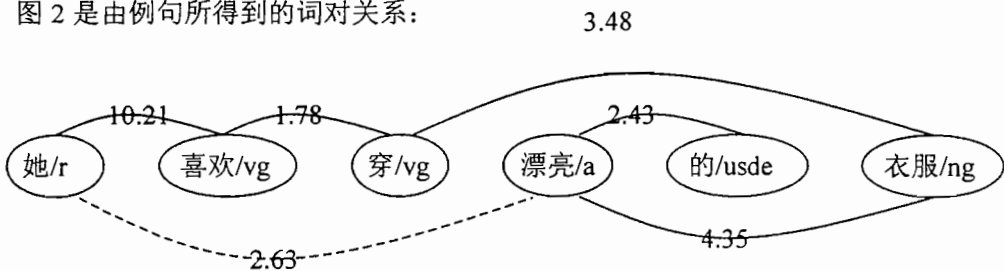 图 2 是由例句所得到的词对关系：
3.48
10.21 1.78 2.43
她/r 喜欢/vg 穿/vg 漂亮/a 的/usde 衣服/ng
4.35
2.63